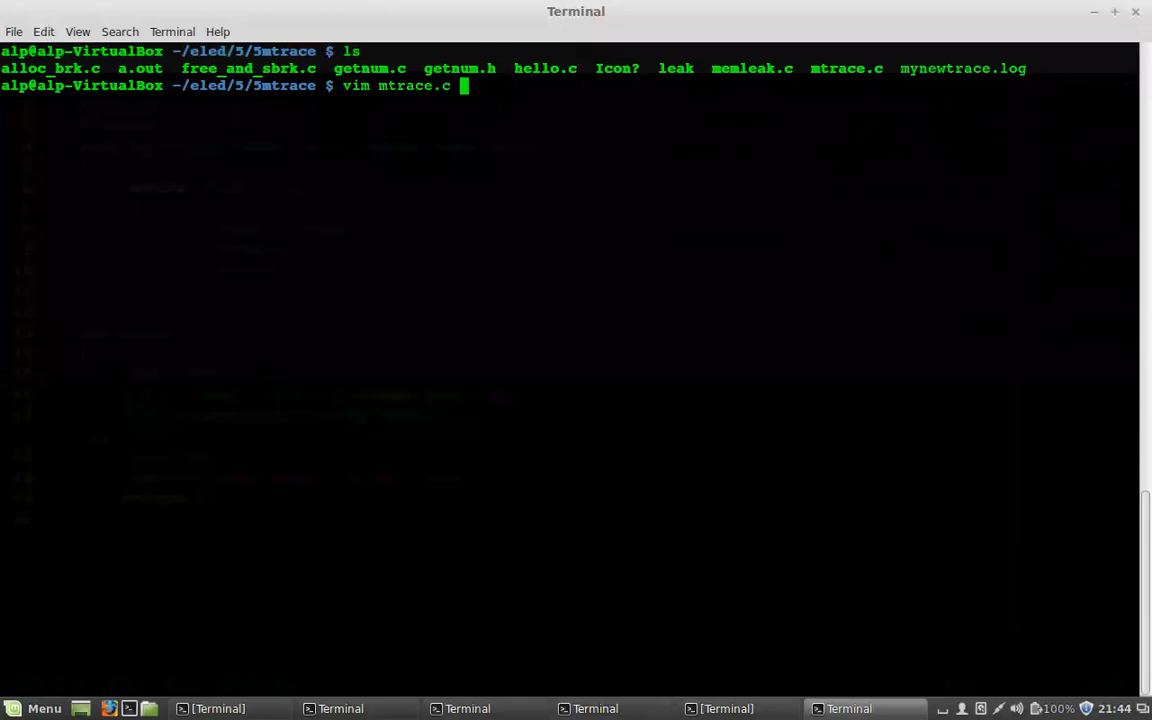 Terminal
File Edit View Search Terminal Help
alp@alp-VirtualBox ~/eled/5/5mtrace $ ls
alloc_brk.c a.out free_and_sbrk.c getnum.c getnum.h hello.c Icon? leak memleak.c mtrace.c mynewtrace.log
alp@alp-VirtualBox ~/eled/5/5mtrace $ vim mtrace.c
Menu [Terminal] Terminal Terminal Terminal [Terminal] Terminal 100% 21:44